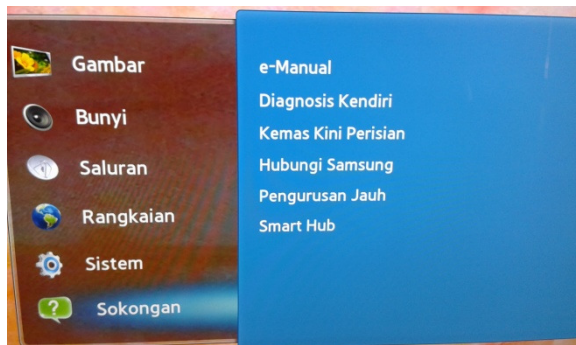 Gambar
Bunyi
Saluran
Rangkaian
Sistem
Sokongan
e-Manual
Diagnosis Kendiri
Kemas Kini Perisian
Hubungi Samsung
Pengurusan Jauh
Smart Hub